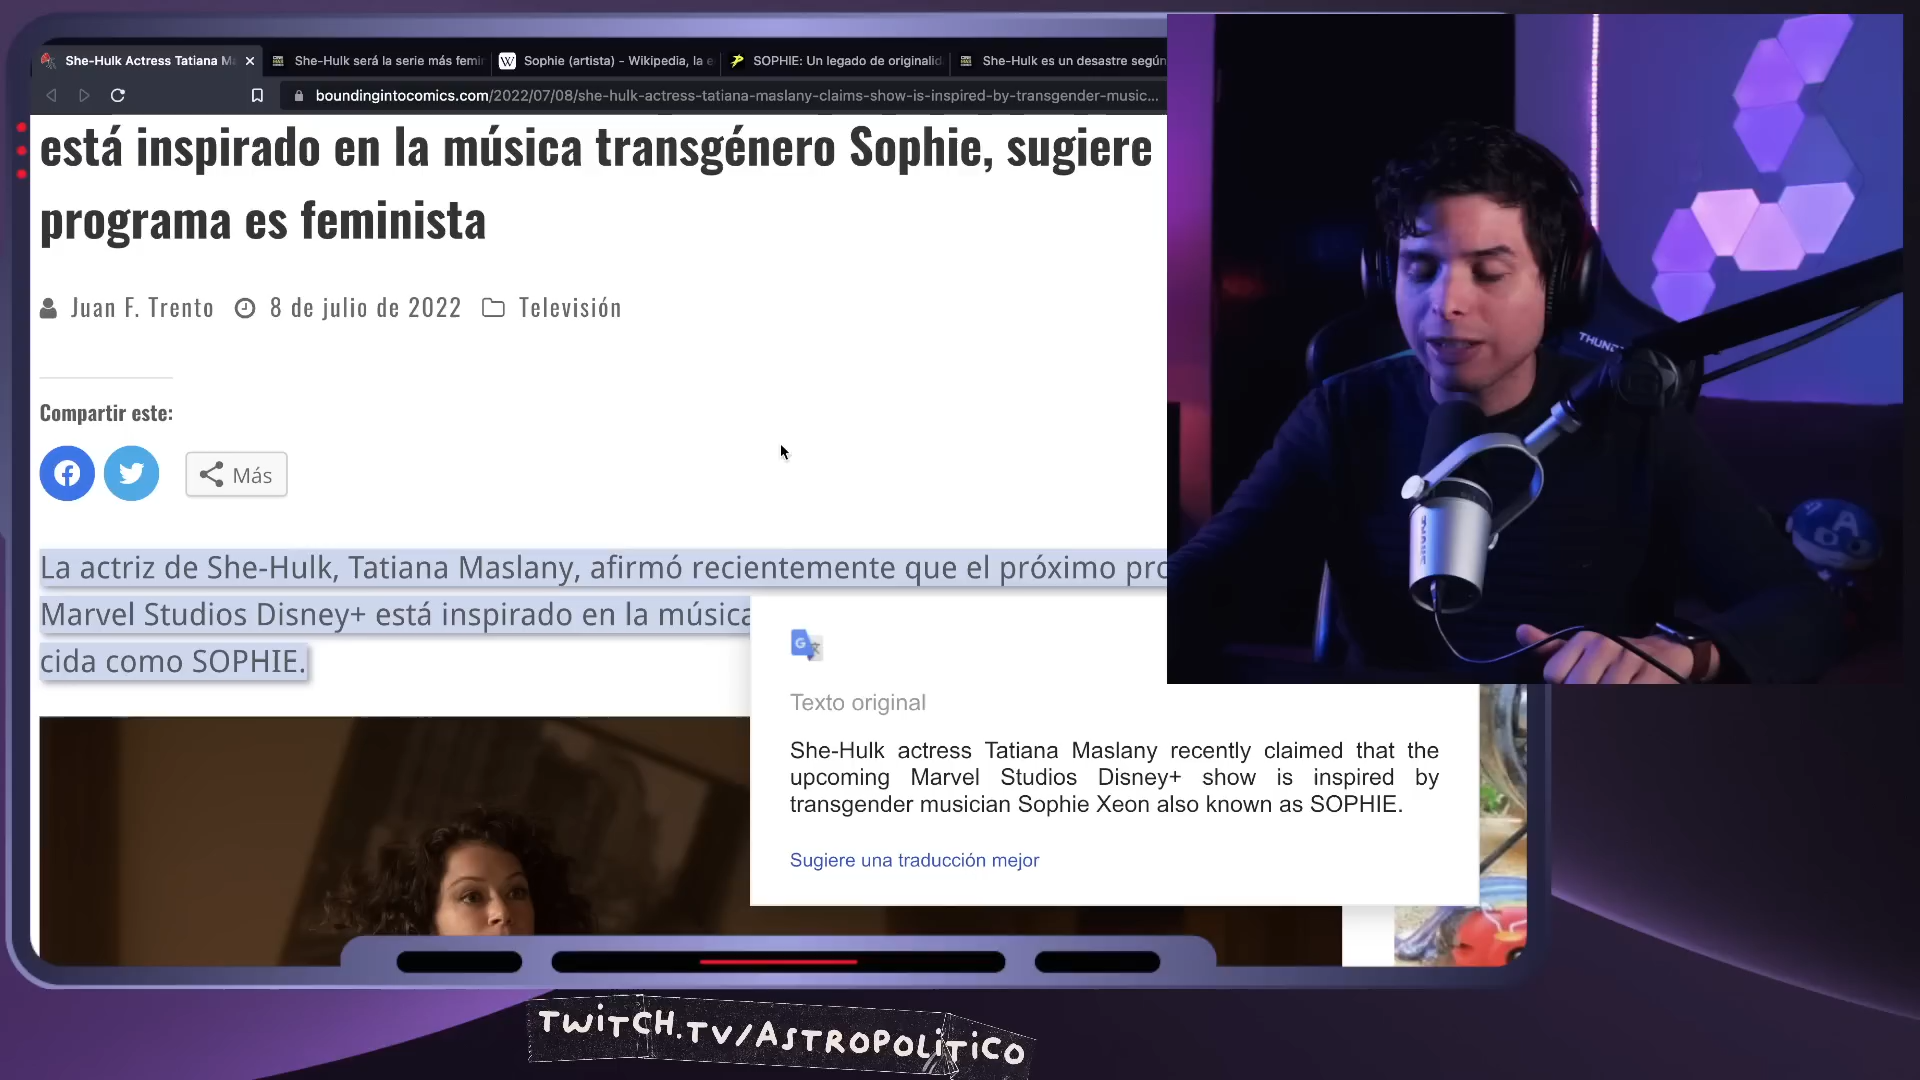 She-Hulk Actress Tatiana M
She-Hulk será la serie más femin
Sophie (artista) - Wikipedia, la e
SOPHIE: Un legado de originalid
She-Hulk es un desastre según
boundingintocomics.com/2022/07/08/she-hulk-actress-tatiana-maslany-claims-show-is-inspired-by-transgender-music...
está inspirado en la música transgénero Sophie, sugiere
programa es feminista
Juan F. Trento 8 de julio de 2022 Televisión
Compartir este:
Más
La actriz de She-Hulk, Tatiana Maslany, afirmó recientemente que el próximo pro
Marvel Studios Disney+ está inspirado en la música
cida como SOPHIE.
Texto original
She-Hulk actress Tatiana Maslany recently claimed that the
upcoming Marvel Studios Disney+ show is inspired by
transgender musician Sophie Xeon also known as SOPHIE.
Sugiere una traducción mejor
THUND
TWITCH.TV/ASTROPOLITICO